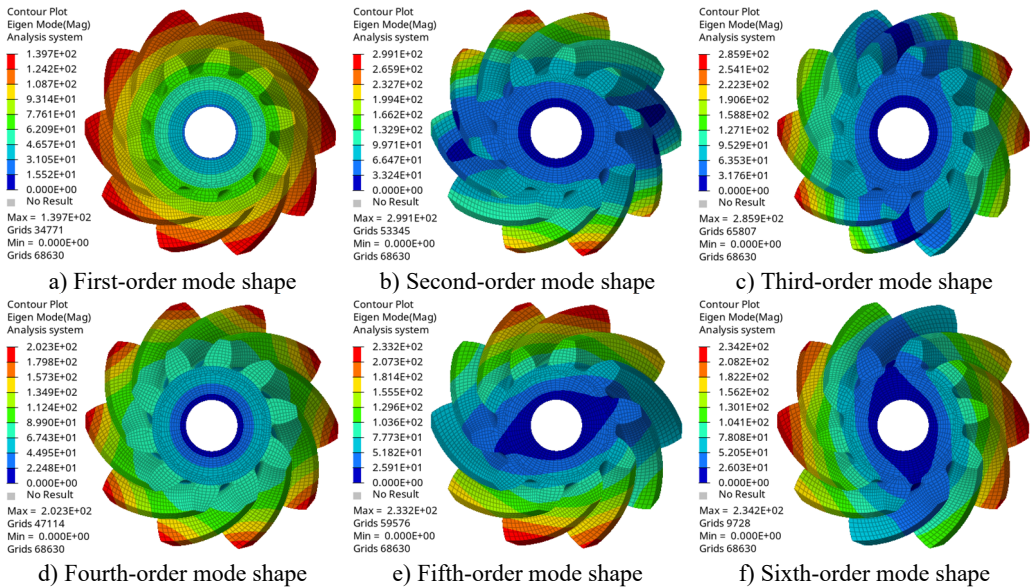 Contour Plot
Eigen Mode(Mag)
Analysis system
1.397E+02
1.242E+02
1.087E+02
9.314E+01
7.761E+01
6.209E+01
4.657E+01
3.105E+01
1.552E+01
0.000E+00
No Result
Max = 1.397E+02
Grids 34771
Min = 0.000E+00
Grids 68630
a) First-order mode shape
Contour Plot
Eigen Mode(Mag)
Analysis system
2.991E+02
2.659E+02
2.327E+02
1.994E+02
1.662E+02
1.329E+02
9.971E+01
6.647E+01
3.324E+01
0.000E+00
No Result
Max = 2.991E+02
Grids 53345
Min = 0.000E+00
Grids 68630
b) Second-order mode shape
Contour Plot
Eigen Mode(Mag)
Analysis system
2.859E+02
2.541E+02
2.223E+02
1.906E+02
1.588E+02
1.271E+02
9.529E+01
6.353E+01
3.176E+01
0.000E+00
No Result
Max = 2.859E+02
Grids 65807
Min = 0.000E+00
Grids 68630
c) Third-order mode shape
Contour Plot
Eigen Mode(Mag)
Analysis system
2.023E+02
1.798E+02
1.573E+02
1.349E+02
1.124E+02
8.990E+01
6.743E+01
4.495E+01
2.248E+01
0.000E+00
No Result
Max = 2.023E+02
Grids 47114
Min = 0.000E+00
Grids 68630
d) Fourth-order mode shape
Contour Plot
Eigen Mode(Mag)
Analysis system
2.332E+02
2.073E+02
1.814E+02
1.555E+02
1.296E+02
1.036E+02
7.773E+01
5.182E+01
2.591E+01
0.000E+00
No Result
Max = 2.332E+02
Grids 59576
Min = 0.000E+00
Grids 68630
e) Fifth-order mode shape
Contour Plot
Eigen Mode(Mag)
Analysis system
2.342E+02
2.082E+02
1.822E+02
1.562E+02
1.301E+02
1.041E+02
7.808E+01
5.205E+01
2.603E+01
0.000E+00
No Result
Max = 2.342E+02
Grids 9728
Min = 0.000E+00
Grids 68630
f) Sixth-order mode shape